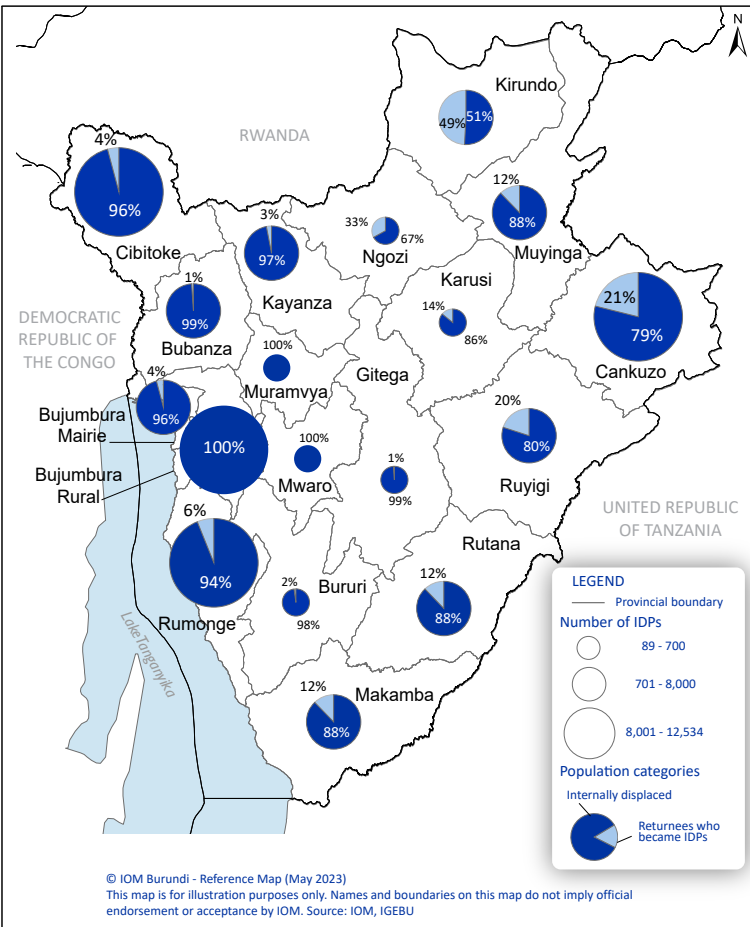 N
Kirundo
49%
51%
RWANDA
4%
96%
Cibitoke
3%
97%
Kayanza
33%
67%
Ngozi
12%
88%
Muyinga
Karusi
14%
86%
21%
79%
Cankuzo
1%
99%
Bubanza
DEMOCRATIC
REPUBLIC OF
THE CONGO
100%
Muramvya
Gitega
4%
96%
Bujumbura
Mairie
100%
Bujumbura
Rural
100%
Mwaro
1%
99%
20%
80%
Ruyigi
UNITED REPUBLIC
OF TANZANIA
6%
94%
Rumonge
2%
98%
Bururi
Rutana
12%
88%
Lake Tanganyika
12%
88%
Makamba
LEGEND
Provincial boundary
Number of IDPs
89 - 700
701 - 8,000
8,001 - 12,534
Population categories
Internally displaced
Returnees who
became IDPs
© IOM Burundi - Reference Map (May 2023)
This map is for illustration purposes only. Names and boundaries on this map do not imply official
endorsement or acceptance by IOM. Source: IOM, IGEBU